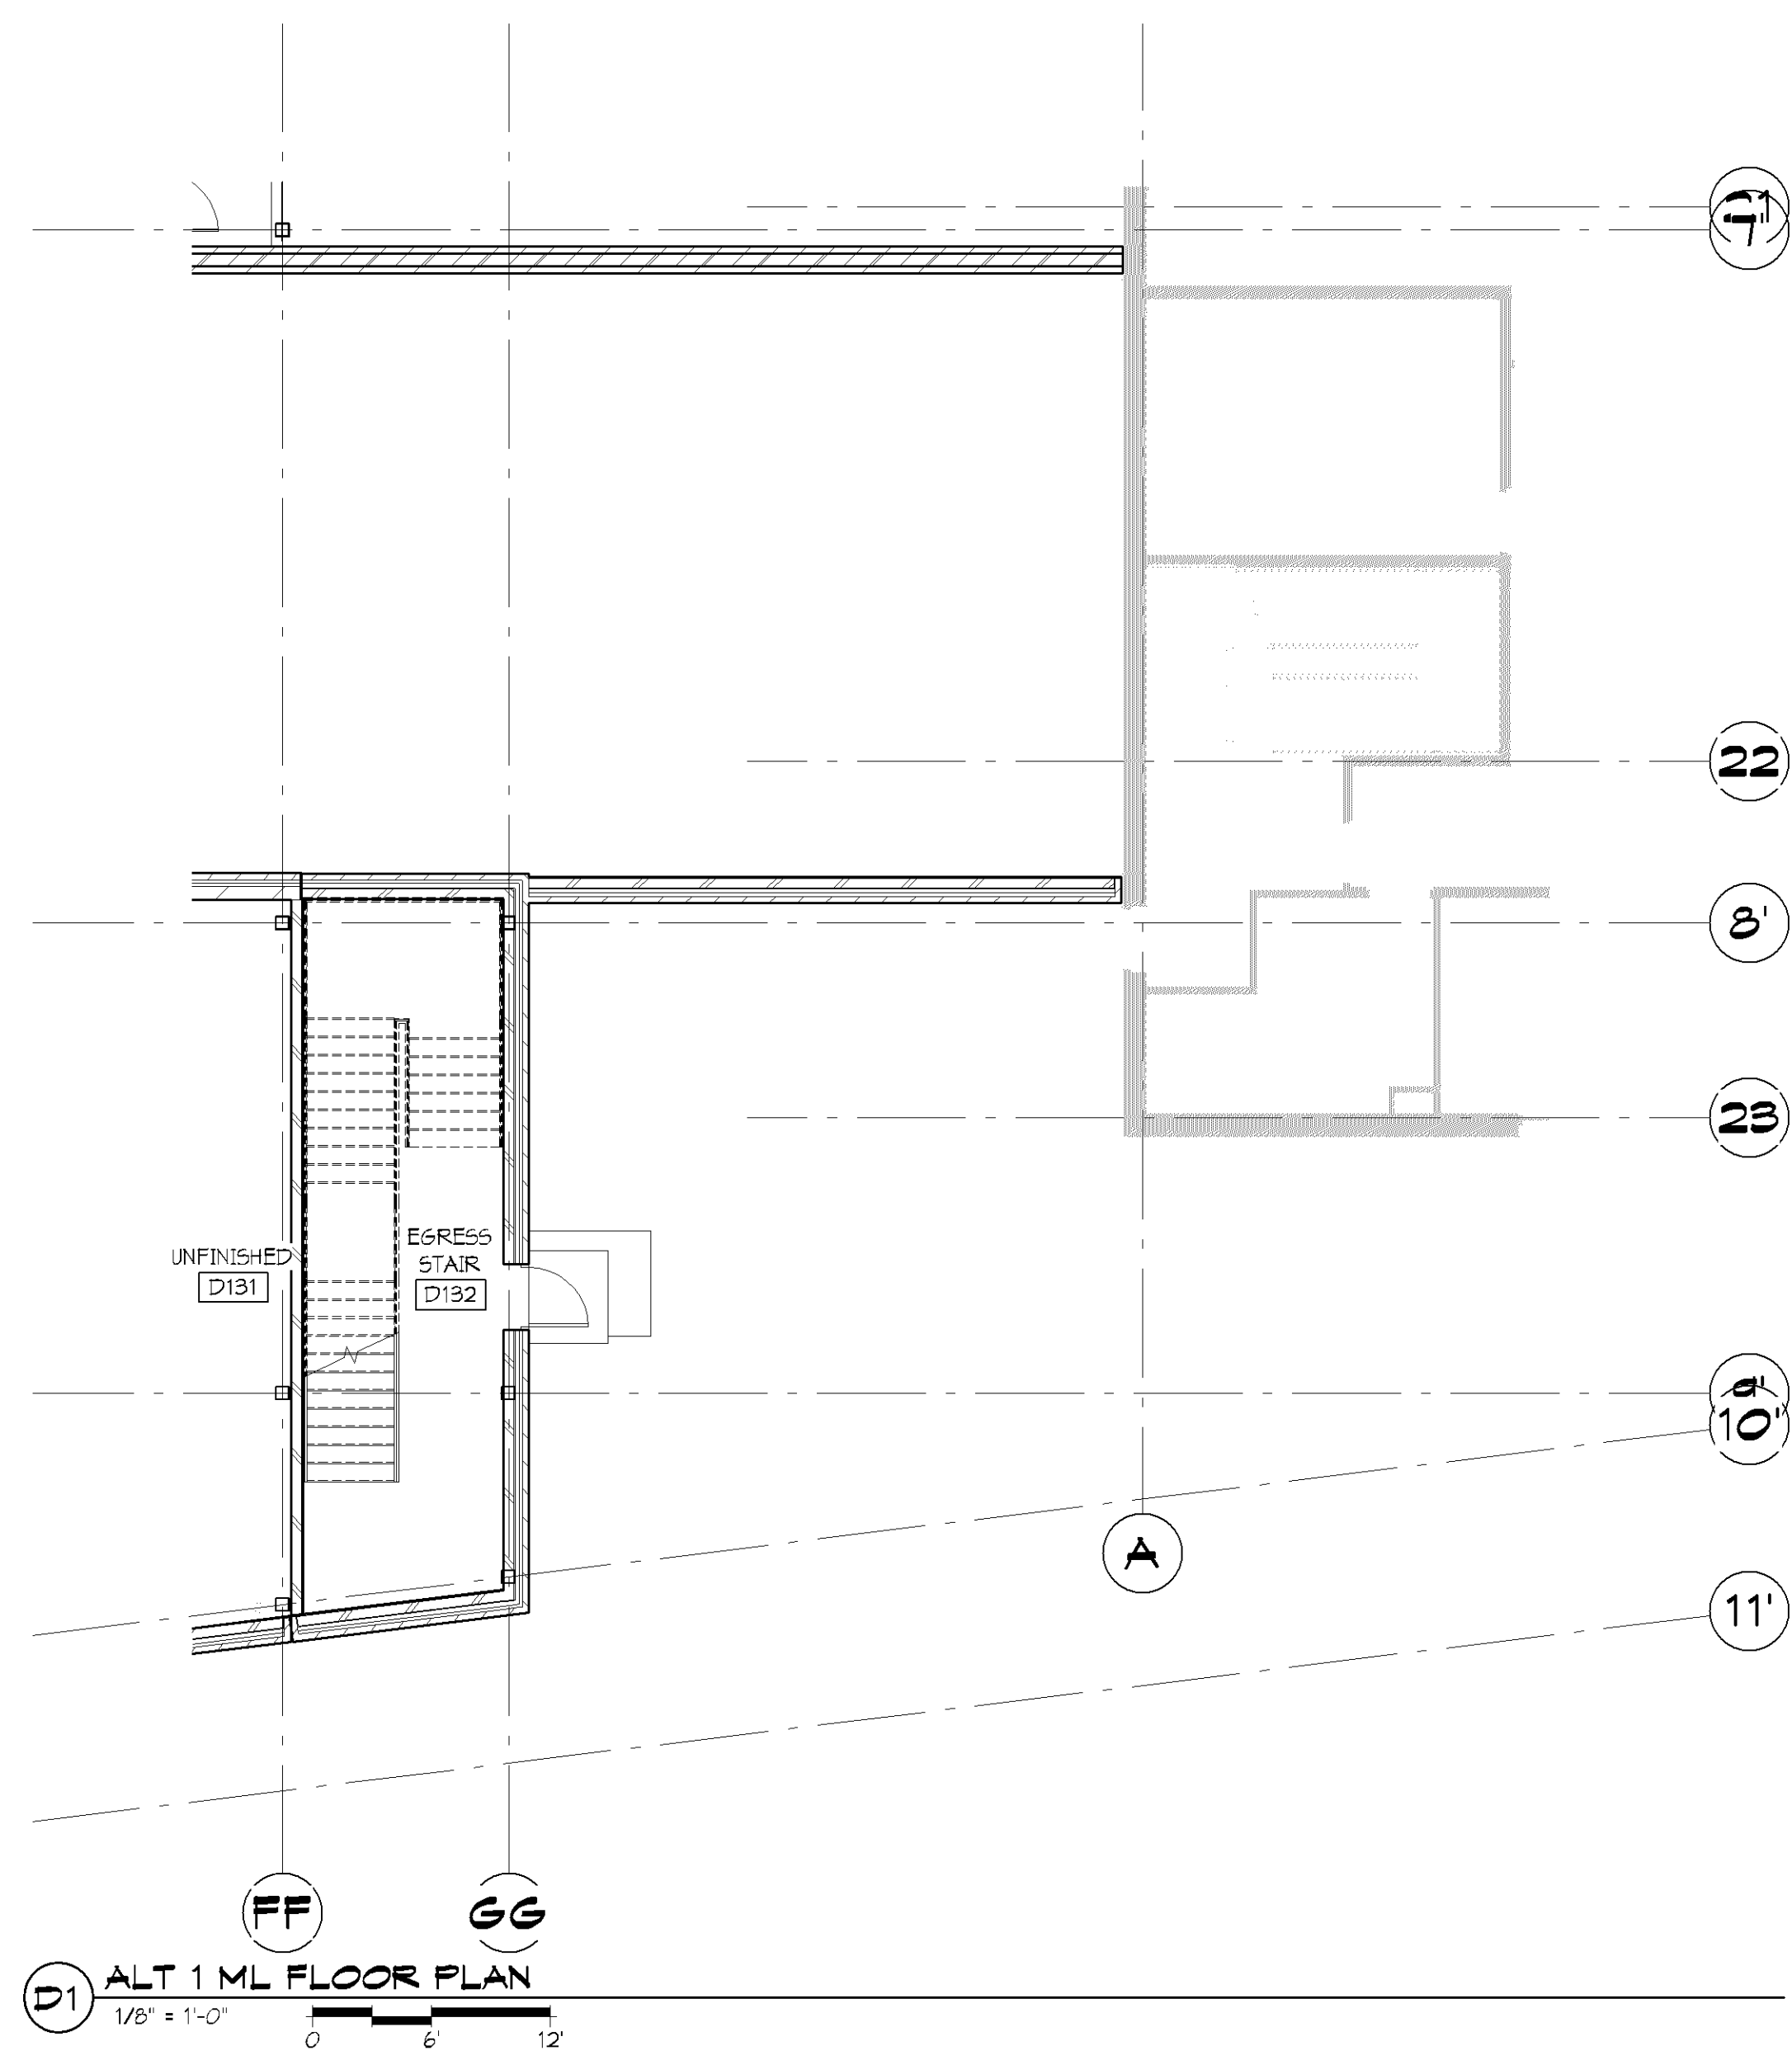 7'
22
8'
UNFINISHED
D131
EGRESS
STAIR
D132
23
9'
10'
A
11'
FF
GG
D1
ALT 1 ML FLOOR PLAN
1/8" = 1'-0"
0
6'
12'